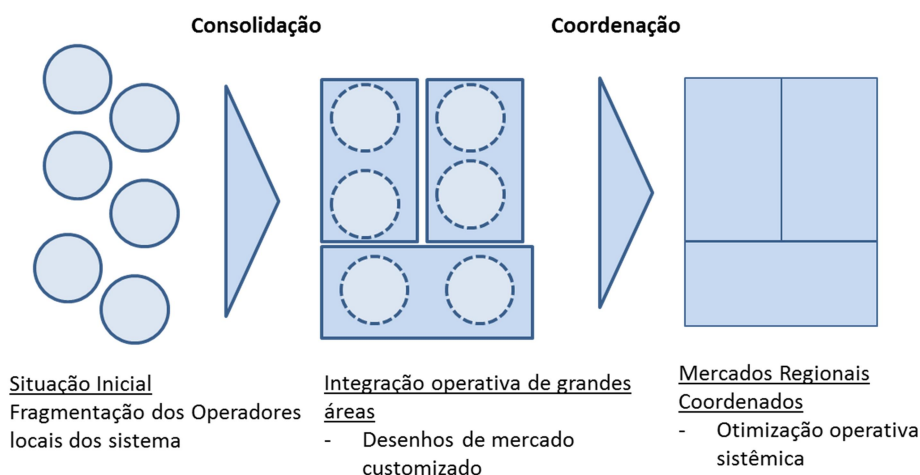 Consolidação
Coordenação
Situação Inicial
Fragmentação dos Operadores
locais dos sistema
Integração operativa de grandes
áreas
- Desenhos de mercado
customizado
Mercados Regionais
Coordenados
- Otimização operativa
sistêmica